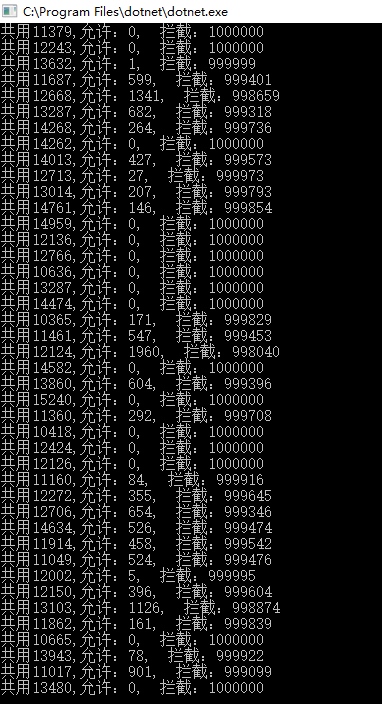 C:\Program Files\dotnet\dotnet.exe
共用11379,允许：0,  拦截：1000000
共用12243,允许：0,  拦截：1000000
共用13632,允许：1,  拦截：999999
共用11687,允许：599,  拦截：999401
共用12668,允许：1341,  拦截：998659
共用13287,允许：682,  拦截：999318
共用14268,允许：264,  拦截：999736
共用14262,允许：0,  拦截：1000000
共用14013,允许：427,  拦截：999573
共用12713,允许：27,  拦截：999973
共用13014,允许：207,  拦截：999793
共用14761,允许：146,  拦截：999854
共用14959,允许：0,  拦截：1000000
共用12136,允许：0,  拦截：1000000
共用12766,允许：0,  拦截：1000000
共用10636,允许：0,  拦截：1000000
共用13287,允许：0,  拦截：1000000
共用14474,允许：0,  拦截：1000000
共用10365,允许：171,  拦截：999829
共用11461,允许：547,  拦截：999453
共用12124,允许：1960,  拦截：998040
共用14582,允许：0,  拦截：1000000
共用13860,允许：604,  拦截：999396
共用15240,允许：0,  拦截：1000000
共用11360,允许：292,  拦截：999708
共用10418,允许：0,  拦截：1000000
共用12424,允许：0,  拦截：1000000
共用12126,允许：0,  拦截：1000000
共用11160,允许：84,  拦截：999916
共用12272,允许：355,  拦截：999645
共用12706,允许：654,  拦截：999346
共用14634,允许：526,  拦截：999474
共用11914,允许：458,  拦截：999542
共用11049,允许：524,  拦截：999476
共用12002,允许：5,  拦截：999995
共用12150,允许：396,  拦截：999604
共用13103,允许：1126,  拦截：998874
共用11862,允许：161,  拦截：999839
共用10665,允许：0,  拦截：1000000
共用13943,允许：78,  拦截：999922
共用11017,允许：901,  拦截：999099
共用13480,允许：0,  拦截：1000000